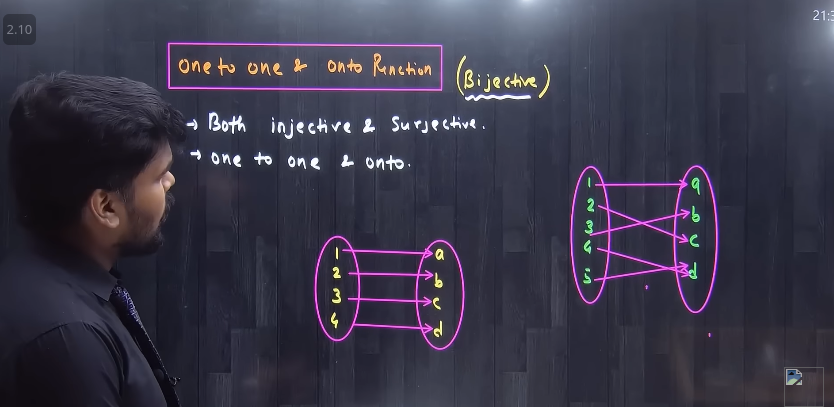 2.10
21:3
one to one & onto Function (Bijective)
→ Both injective & Surjective.
→ one to one & onto.
1 a
2 b
3 c
4 d
1 a
2 b
3 c
4 d
5